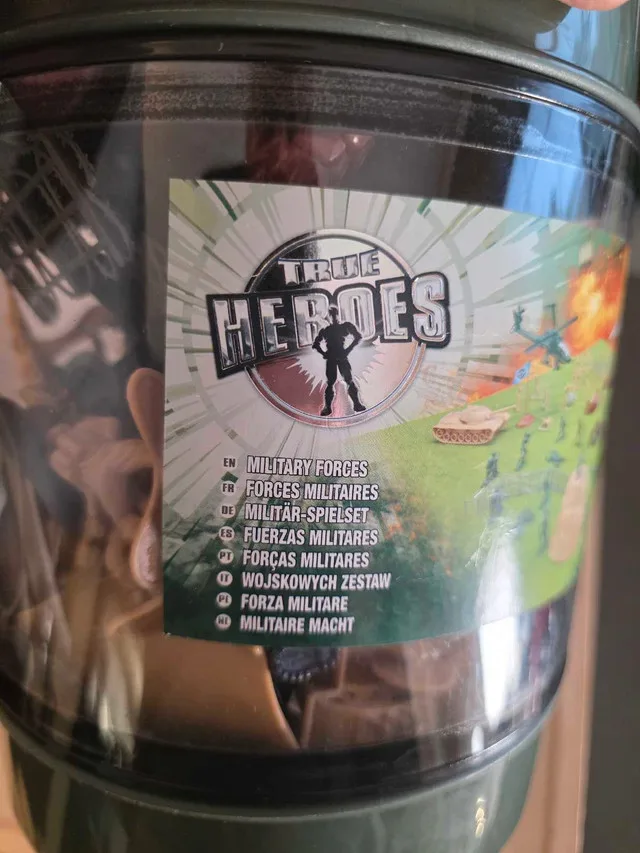 TRUE
HEROES
EN MILITARY FORCES
FR FORCES MILITAIRES
DE MILITÄR-SPIELSET
ES FUERZAS MILITARES
PT FORÇAS MILITARES
IT WOJSKOWYCH ZESTAW
PL FORZA MILITARE
MILITAIRE MACHT